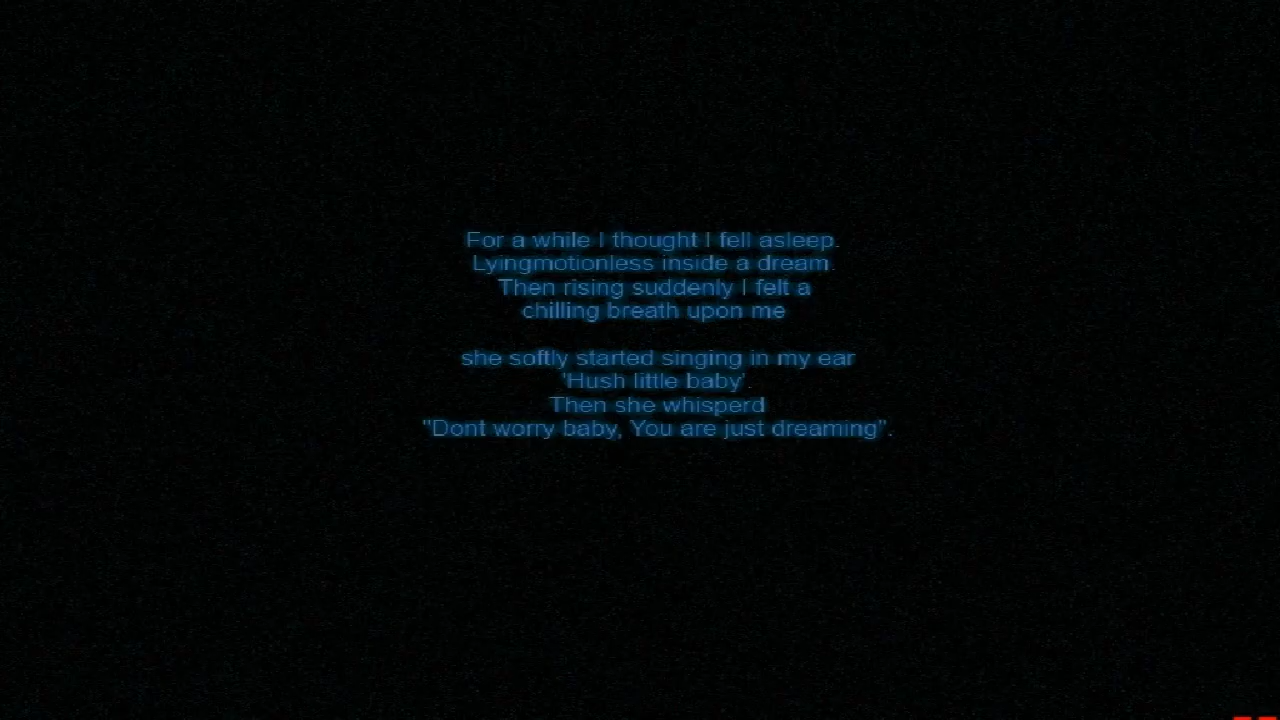 For a while I thought I fell asleep.
Lyingmotionless inside a dream.
Then rising suddenly I felt a
chilling breath upon me
she softly started singing in my ear
'Hush little baby'.
Then she whisperd
"Dont worry baby, You are just dreaming".